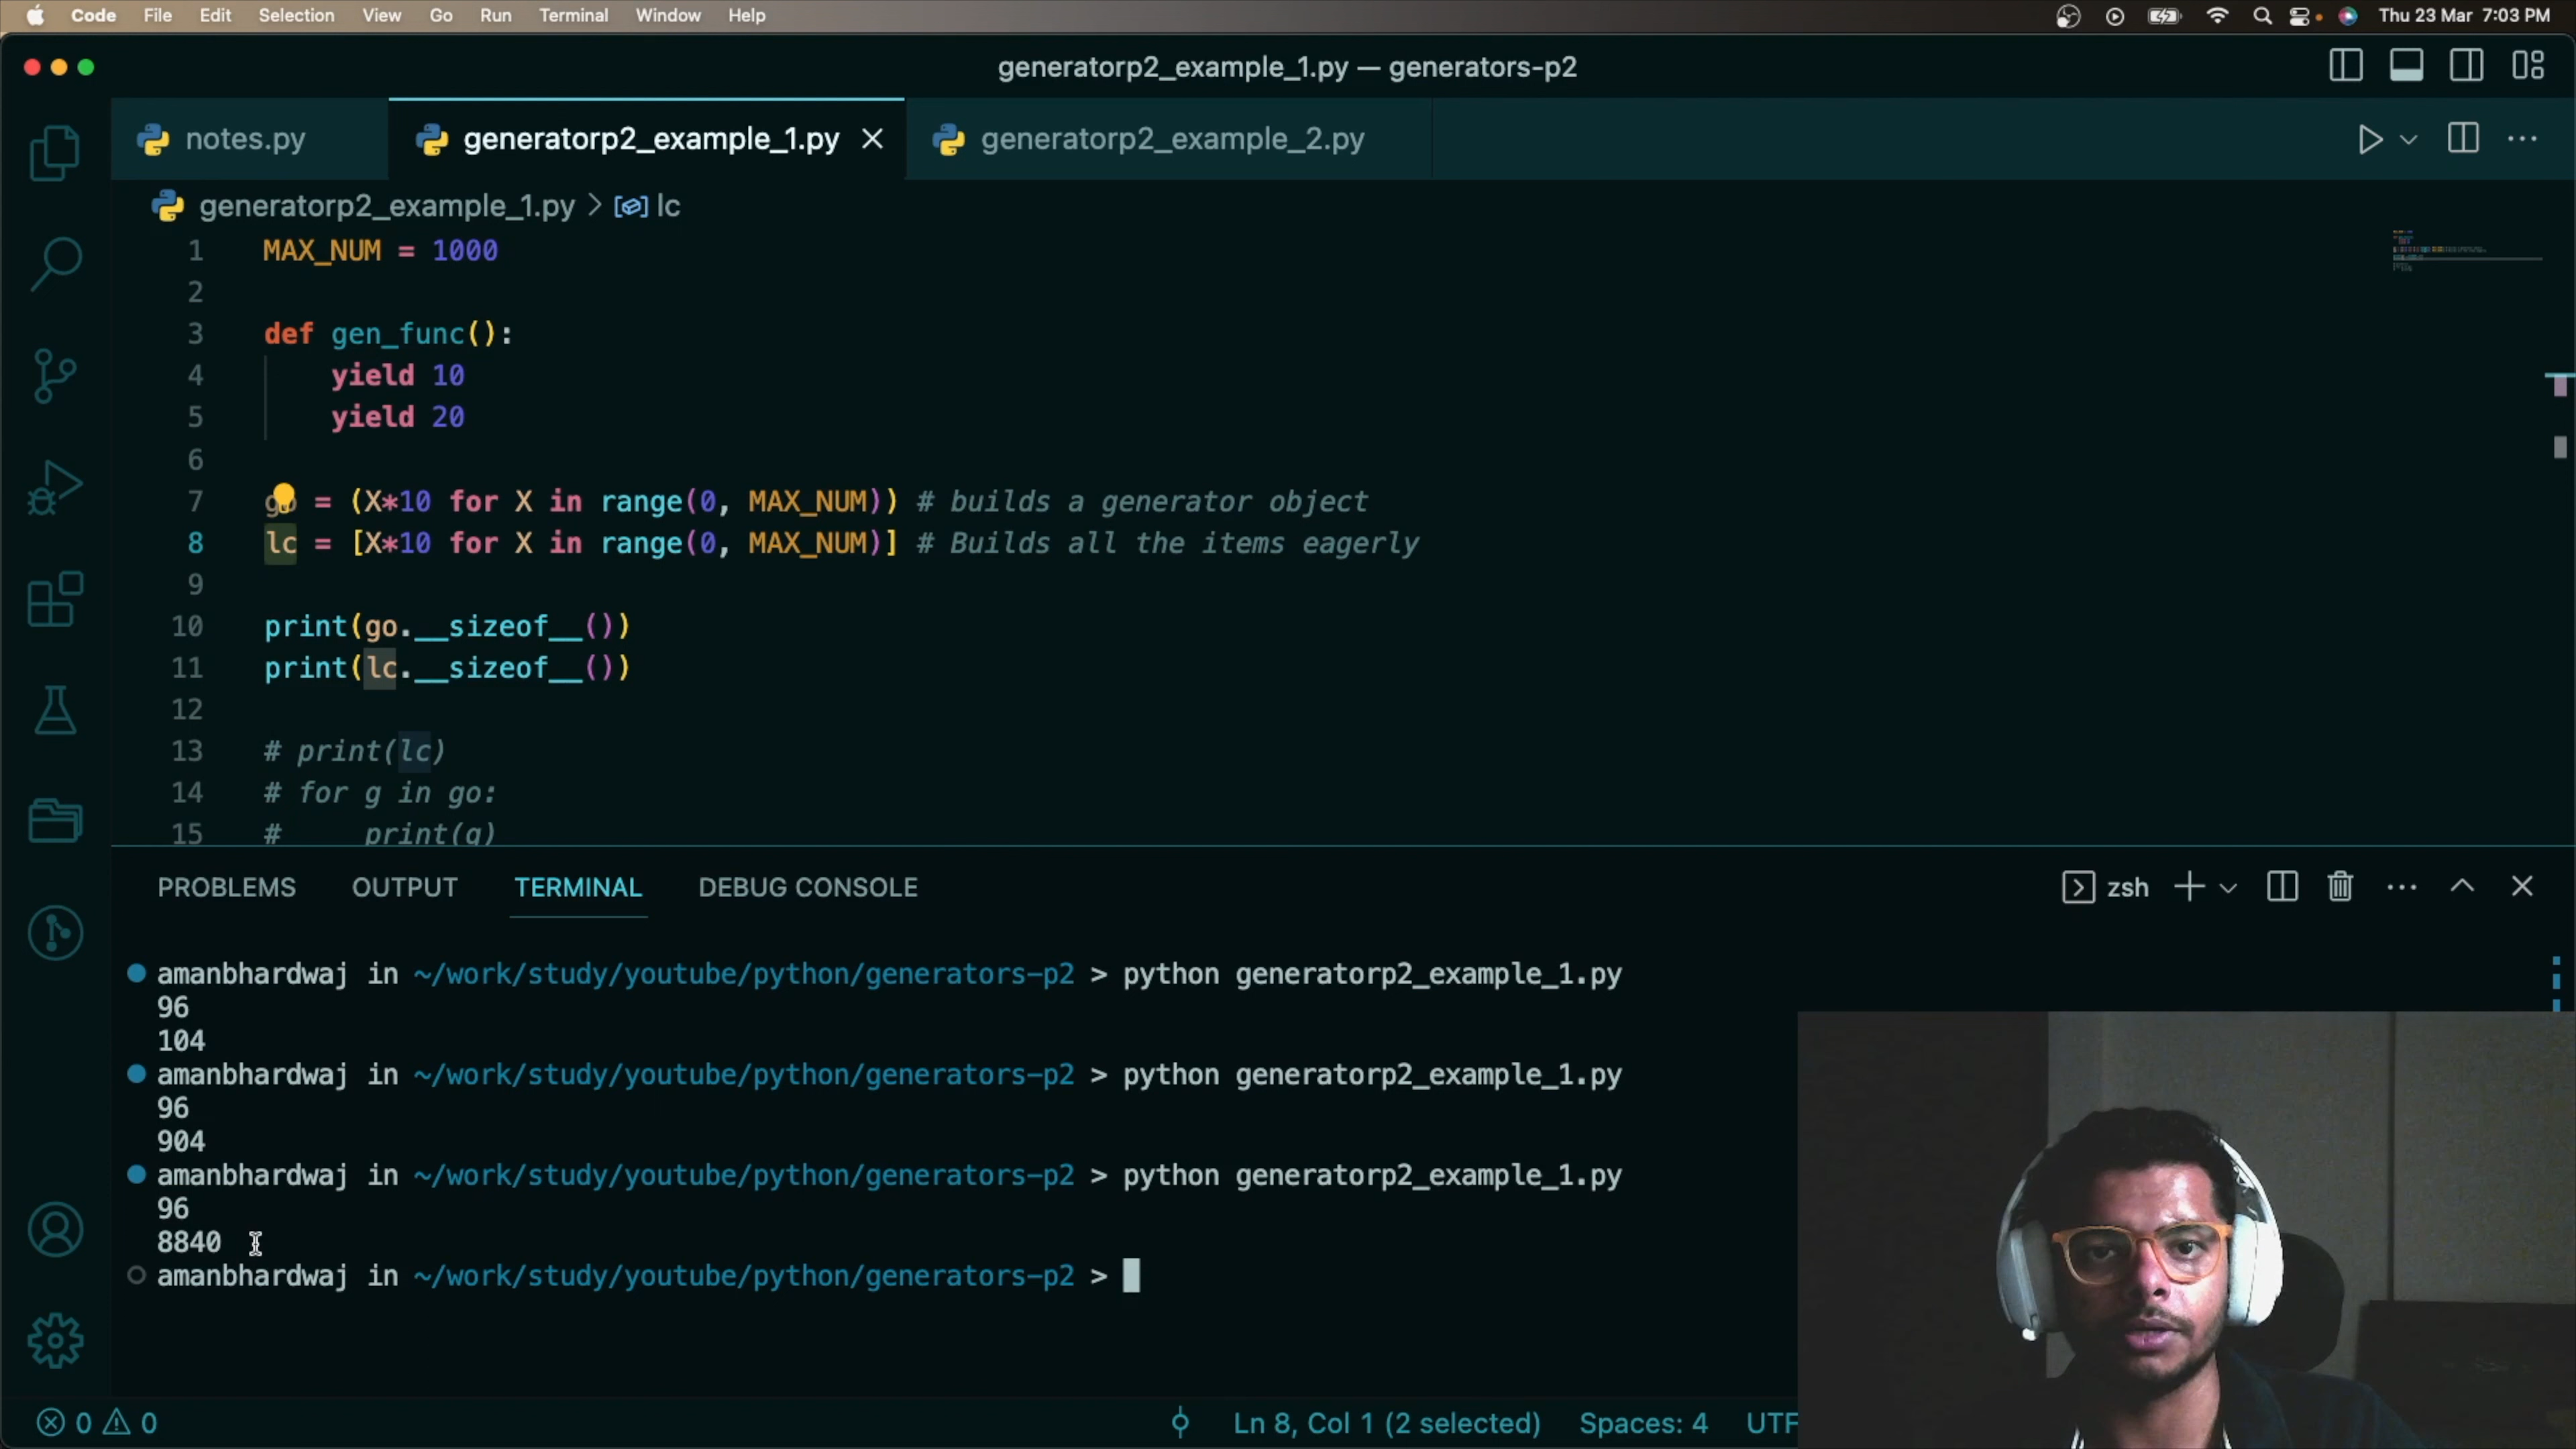 Code File Edit Selection View Go Run Terminal Window Help Thu 23 Mar 7:03 PM
generatorp2_example_1.py — generators-p2
notes.py generatorp2_example_1.py generatorp2_example_2.py
generatorp2_example_1.py > lc
1 MAX_NUM = 1000
2
3 def gen_func():
4 yield 10
5 yield 20
6
7 go = (X*10 for X in range(0, MAX_NUM)) # builds a generator object
8 lc = [X*10 for X in range(0, MAX_NUM)] # Builds all the items eagerly
9
10 print(go.__sizeof__())
11 print(lc.__sizeof__())
12
13 # print(lc)
14 # for g in go:
15 # print(g)
PROBLEMS OUTPUT TERMINAL DEBUG CONSOLE zsh
amanbhardwaj in ~/work/study/youtube/python/generators-p2 > python generatorp2_example_1.py
96
104
amanbhardwaj in ~/work/study/youtube/python/generators-p2 > python generatorp2_example_1.py
96
904
amanbhardwaj in ~/work/study/youtube/python/generators-p2 > python generatorp2_example_1.py
96
8840
amanbhardwaj in ~/work/study/youtube/python/generators-p2 >
0 0 Ln 8, Col 1 (2 selected) Spaces: 4 UTF